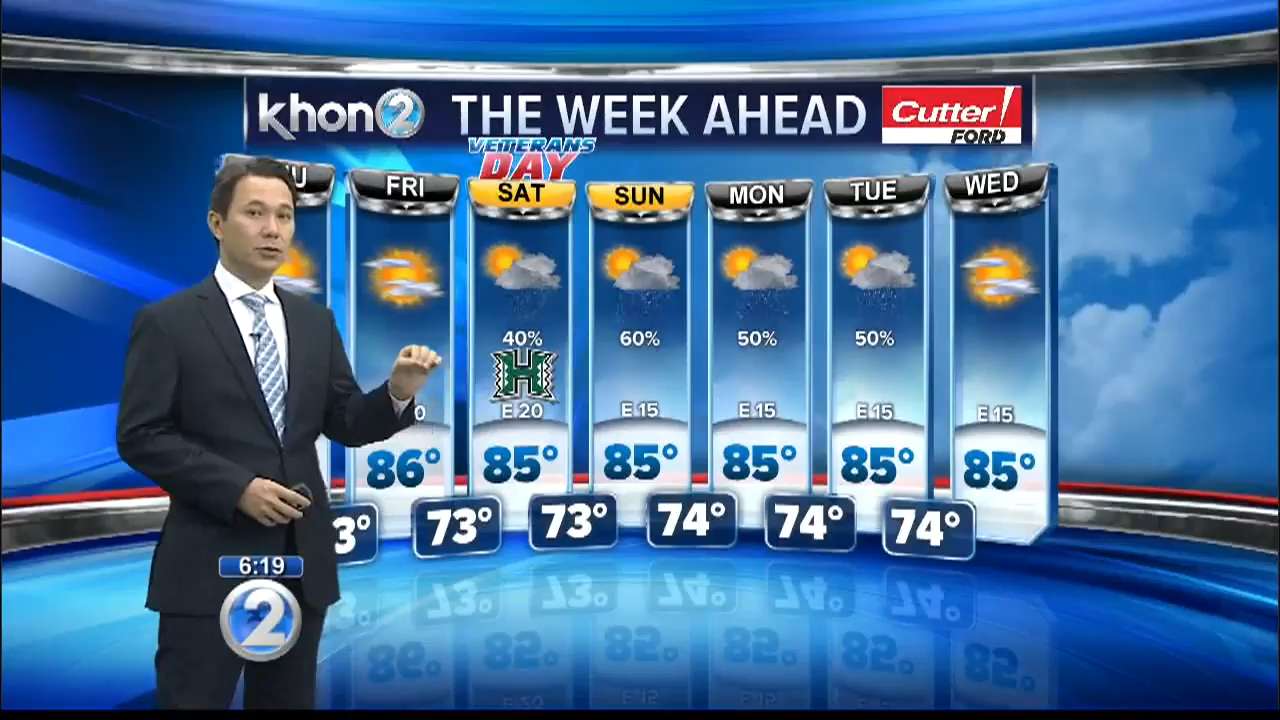 khon2 THE WEEK AHEAD Cutter! FORD
VETERANS DAY
FRI SAT SUN MON TUE WED
40% 60% 50% 50%
H
E 20 E 15 E 15 E 15 E 15
86° 85° 85° 85° 85° 85°
3° 73° 73° 74° 74° 74°
6:19
2